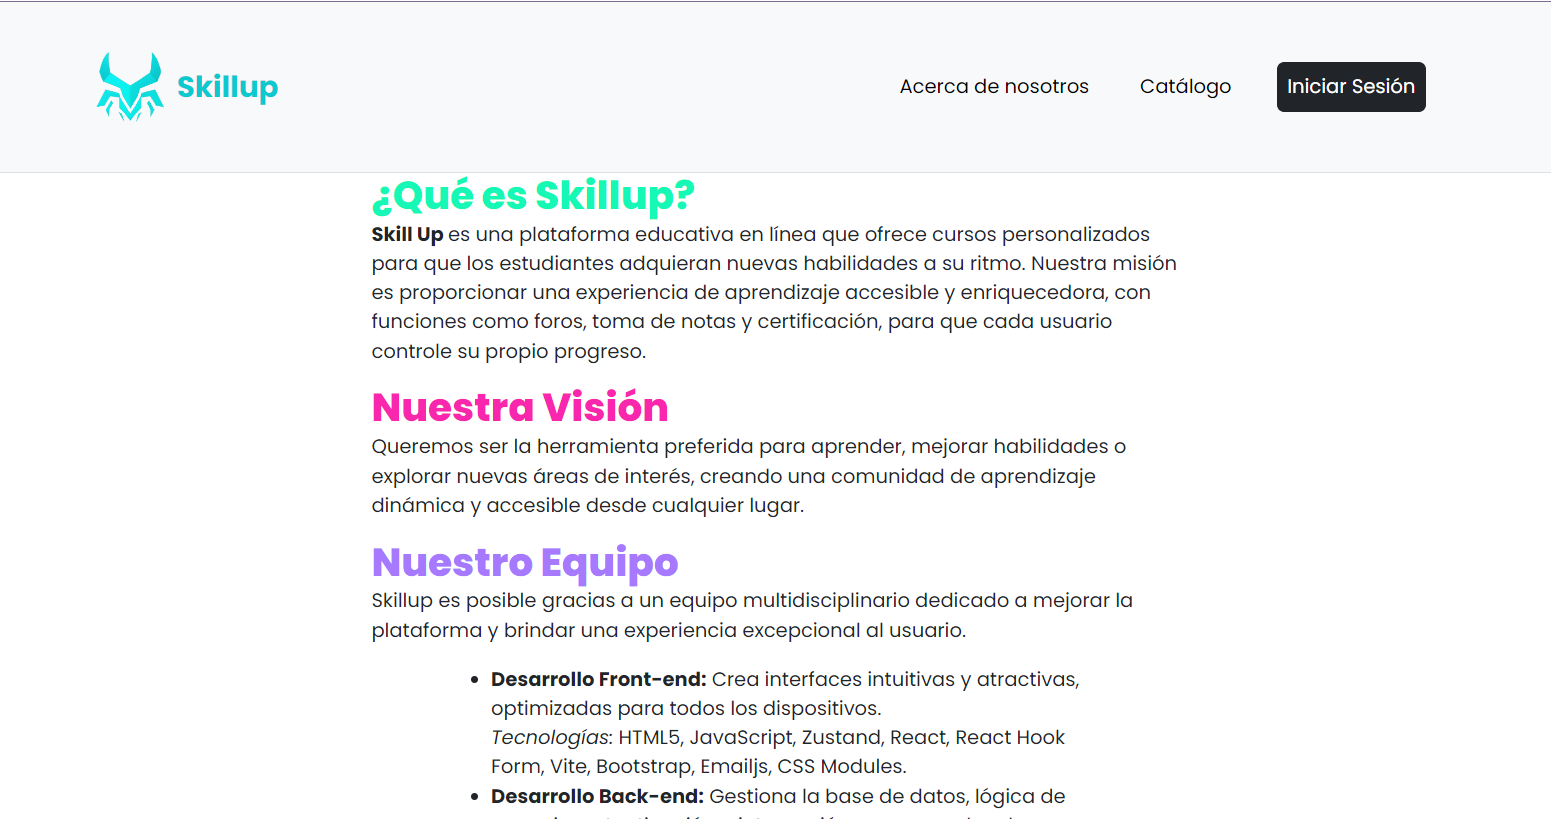 Skillup
Acerca de nosotros
Catálogo
Iniciar Sesión
¿Qué es Skillup?
Skill Up es una plataforma educativa en línea que ofrece cursos personalizados
para que los estudiantes adquieran nuevas habilidades a su ritmo. Nuestra misión
es proporcionar una experiencia de aprendizaje accesible y enriquecedora, con
funciones como foros, toma de notas y certificación, para que cada usuario
controle su propio progreso.
Nuestra Visión
Queremos ser la herramienta preferida para aprender, mejorar habilidades o
explorar nuevas áreas de interés, creando una comunidad de aprendizaje
dinámica y accesible desde cualquier lugar.
Nuestro Equipo
Skillup es posible gracias a un equipo multidisciplinario dedicado a mejorar la
plataforma y brindar una experiencia excepcional al usuario.
• Desarrollo Front-end: Crea interfaces intuitivas y atractivas,
optimizadas para todos los dispositivos.
Tecnologías: HTML5, JavaScript, Zustand, React, React Hook
Form, Vite, Bootstrap, Emailjs, CSS Modules.
• Desarrollo Back-end: Gestiona la base de datos, lógica de